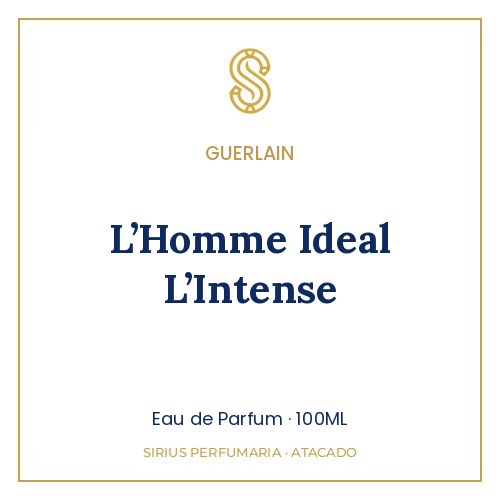 GUERLAIN
L’Homme Ideal
L’Intense
Eau de Parfum · 100ML
SIRIUS PERFUMARIA · ATACADO